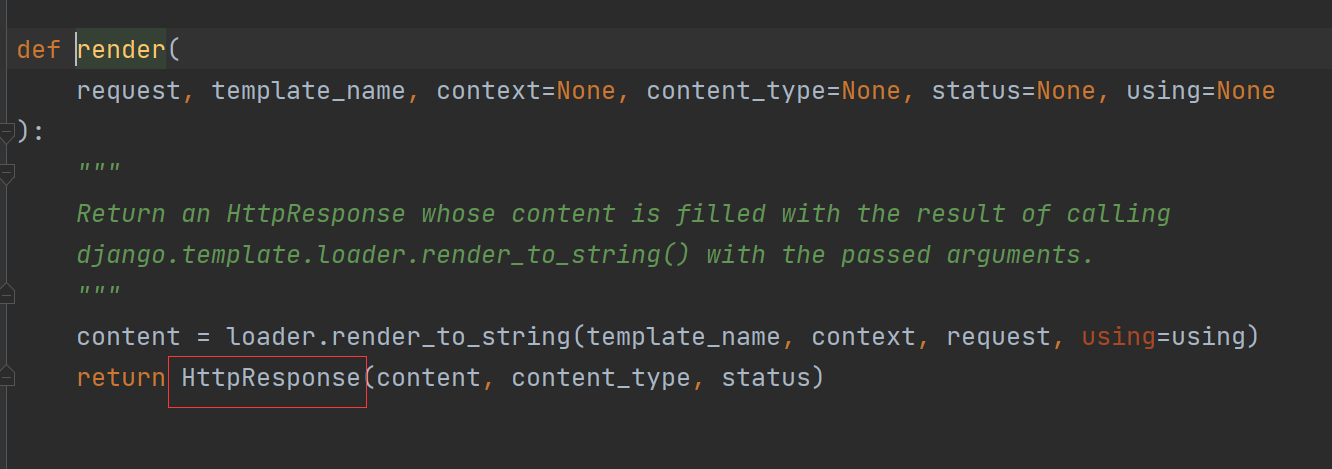 def render(
request, template_name, context=None, content_type=None, status=None, using=None
):
"""
Return an HttpResponse whose content is filled with the result of calling
django.template.loader.render_to_string() with the passed arguments.
"""
content = loader.render_to_string(template_name, context, request, using=using)
return HttpResponse(content, content_type, status)